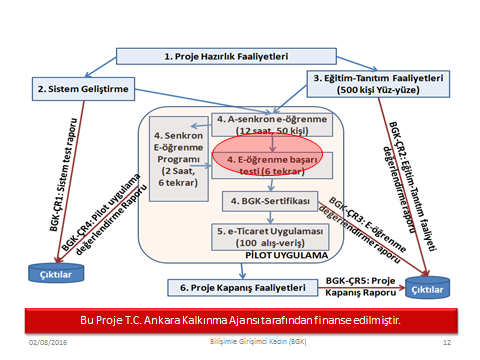 1. Proje Hazırlık Faaliyetleri
2. Sistem Geliştirme
3. Eğitim-Tanıtım Faaliyetleri
(500 kişi Yüz-yüze)
4. A-senkron e-öğrenme
(12 saat, 50 kişi)
4. Senkron
E-öğrenme
Programı
(2 Saat,
6 tekrar)
4. E-öğrenme başarı
testi (6 tekrar)
4. BGK-Sertifikası
5. e-Ticaret Uygulaması
(100 alış-veriş)
PİLOT UYGULAMA
BGK-ÇR1: Sistem test raporu
BGK-ÇR4: Pilot uygulama
değerlendirme Raporu
BGK-ÇR2: Eğitim-Tanıtım Faaliyeti
değerlendirme raporu
BGK-ÇR3: E-öğrenme
değerlendirme raporu
Çıktılar
6. Proje Kapanış Faaliyetleri
BGK-ÇR5: Proje
Kapanış Raporu
Çıktılar
Bu Proje T.C. Ankara Kalkınma Ajansı tarafından finanse edilmiştir.
02/08/2016
Bilişimle Girişimci Kadın (BGK)
12